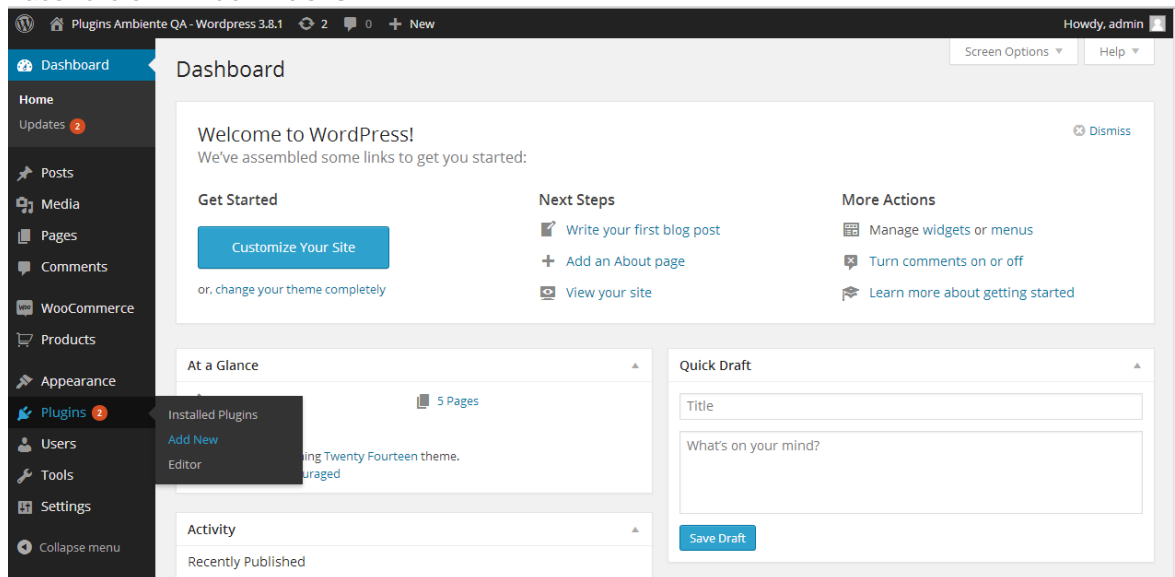 Plugins Ambiente QA - Wordpress 3.8.1 2 0 + New Howdy, admin
Screen Options Help
Dashboard
Home
Updates 2
Posts
Media
Pages
Comments
WooCommerce
Products
Appearance
Plugins 2
Users
Tools
Settings
Collapse menu
Installed Plugins
Add New
Editor
Dashboard
Welcome to WordPress!
Dismiss
We've assembled some links to get you started:
Get Started
Customize Your Site
or, change your theme completely
Next Steps
Write your first blog post
Add an About page
View your site
More Actions
Manage widgets or menus
Turn comments on or off
Learn more about getting started
At a Glance
5 Pages
Twenty Fourteen theme.
Activity
Recently Published
Quick Draft
Title
What's on your mind?
Save Draft